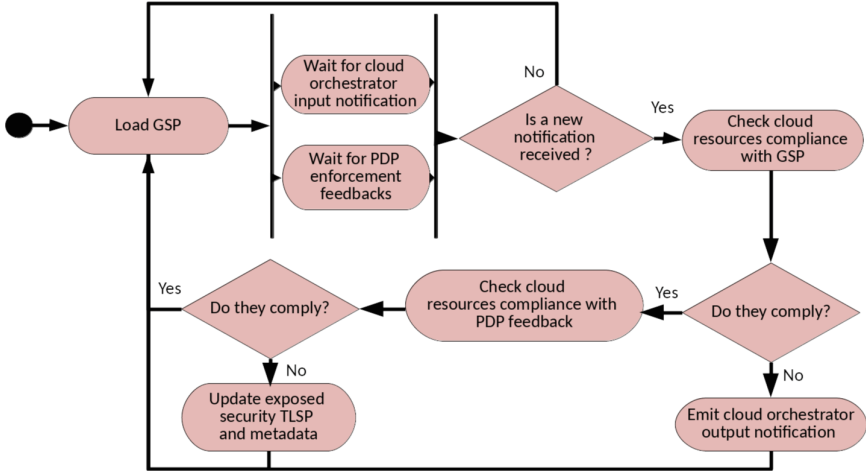 No
Wait for cloud
orchestrator
input notification
Load GSP
Is a new
notification
received ?
Yes
Check cloud
resources compliance
with GSP
Wait for PDP
enforcement
feedbacks
Yes
Do they comply?
Check cloud
resources compliance with
PDP feedback
Yes
Do they comply?
No
Update exposed
security TLSP
and metadata
No
Emit cloud orchestrator
output notification